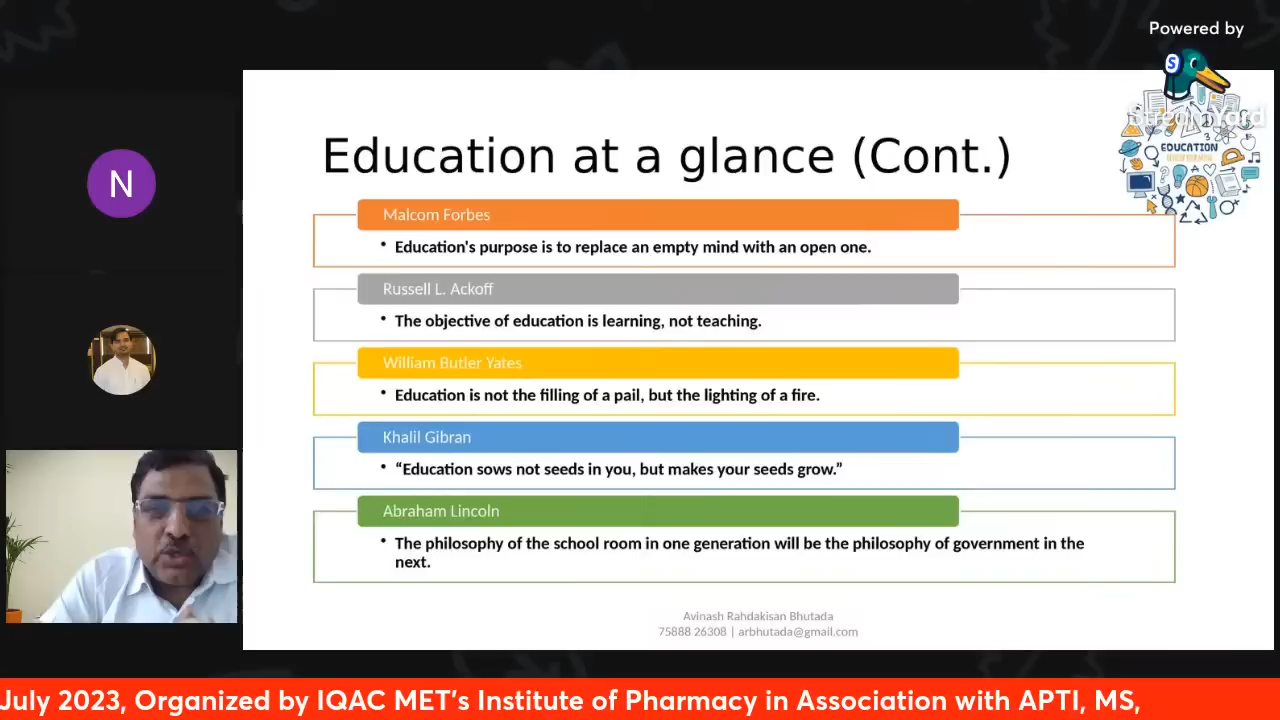 Powered by
S
StreamYard
EDUCATION
N
Education at a glance (Cont.)
Malcom Forbes
• Education's purpose is to replace an empty mind with an open one.
Russell L. Ackoff
• The objective of education is learning, not teaching.
William Butler Yates
• Education is not the filling of a pail, but the lighting of a fire.
Khalil Gibran
• “Education sows not seeds in you, but makes your seeds grow.”
Abraham Lincoln
• The philosophy of the school room in one generation will be the philosophy of government in the
next.
Avinash Rahdakisan Bhutada
75888 26308 | arbhutada@gmail.com
July 2023, Organized by IQAC MET's Institute of Pharmacy in Association with APTI, MS,